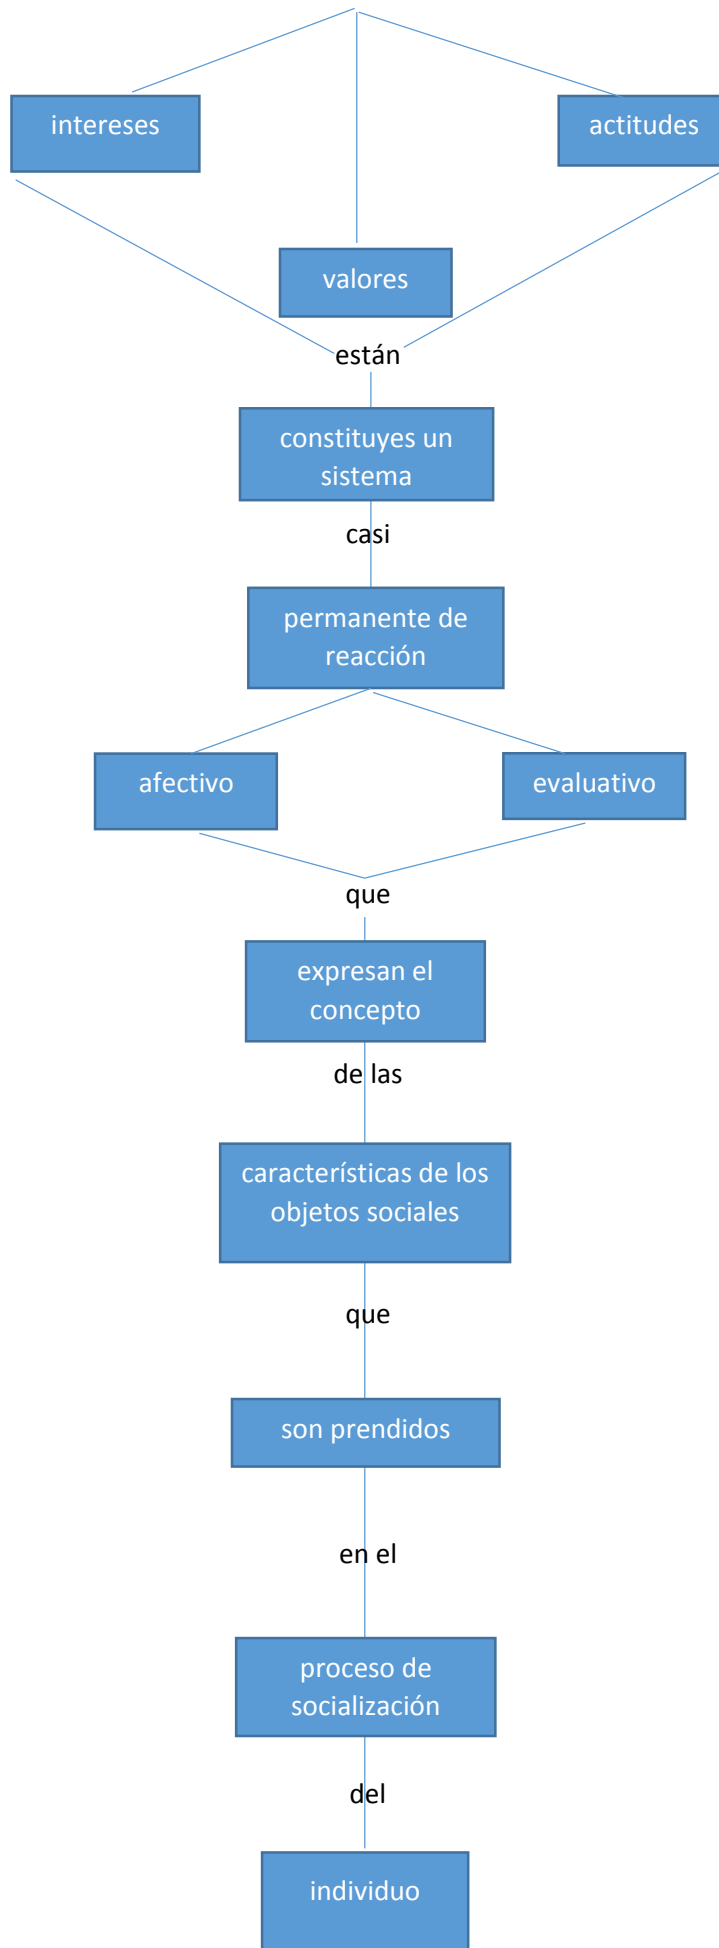 intereses
actitudes
valores
están
constituyes un
sistema
casi
permanente de
reacción
afectivo
evaluativo
que
expresan el
concepto
de las
características de los
objetos sociales
que
son prendidos
en el
proceso de
socialización
del
individuo